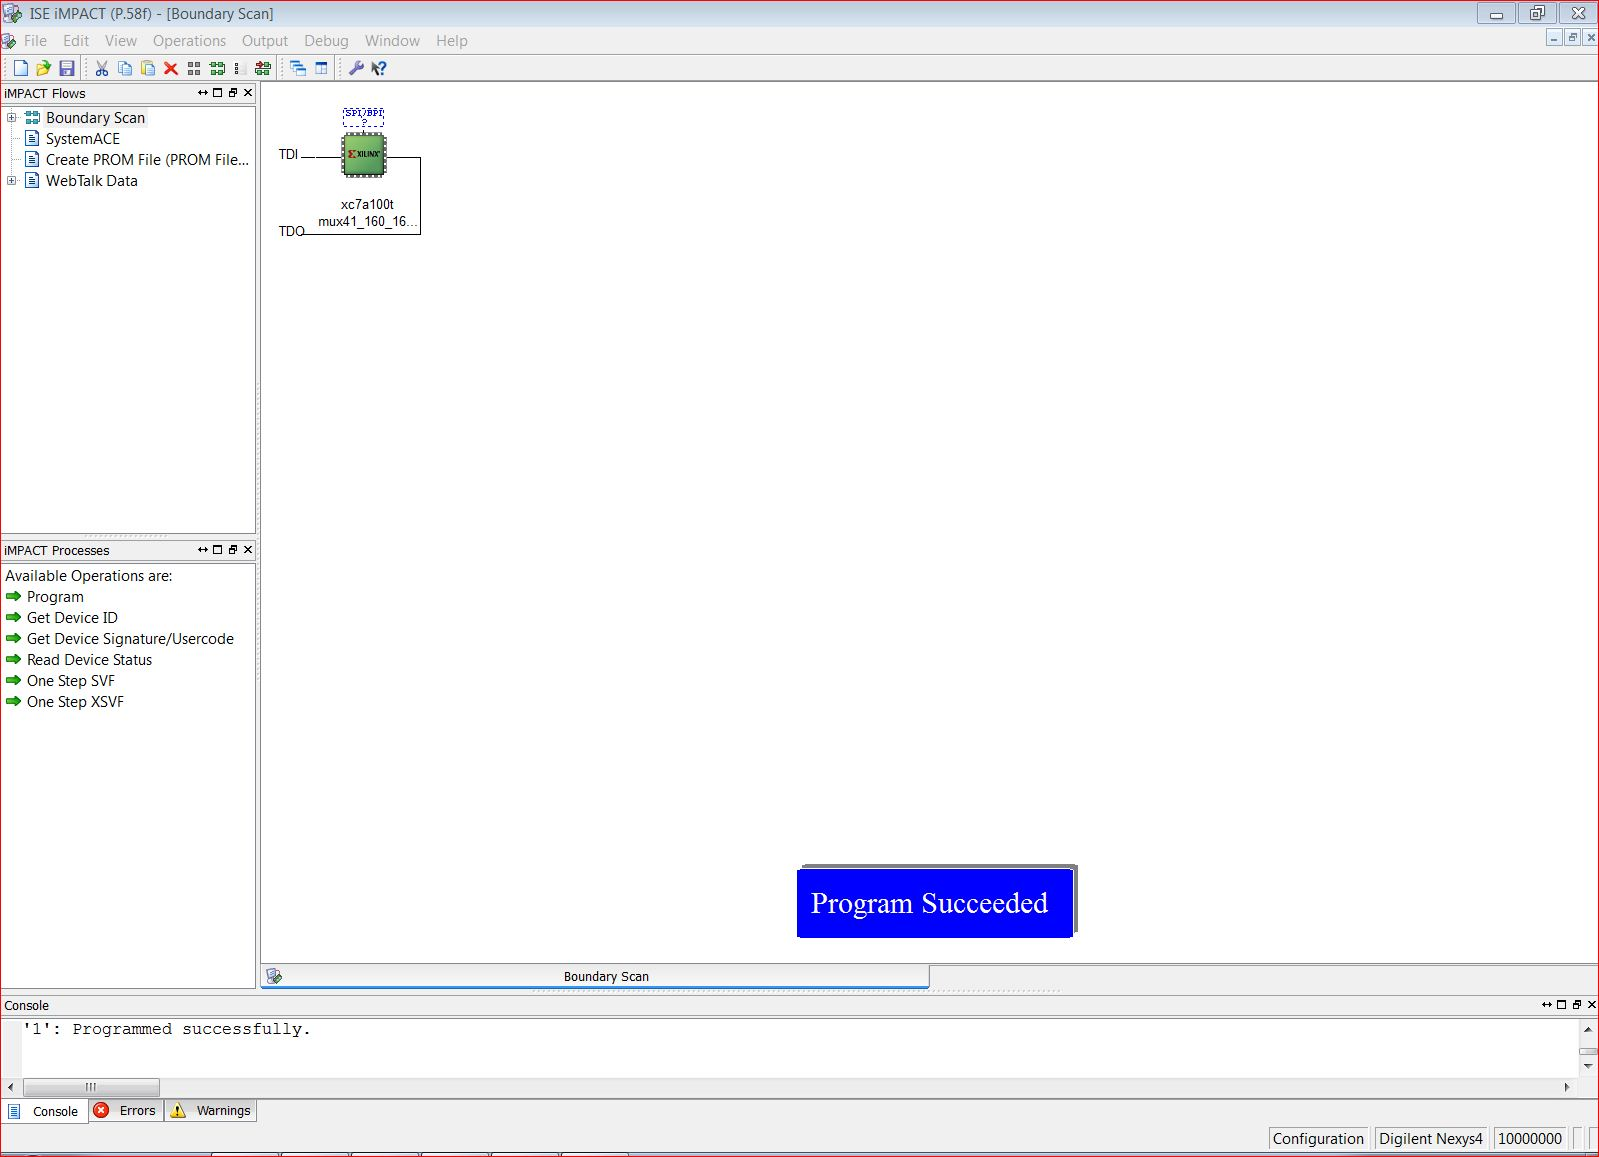 ISE iMPACT (P.58f) - [Boundary Scan]
File Edit View Operations Output Debug Window Help
iMPACT Flows
Boundary Scan
SystemACE
Create PROM File (PROM File...
WebTalk Data
SPI/BPI
?
TDI
XILINX
xc7a100t
mux41_160_16...
TDO
iMPACT Processes
Available Operations are:
Program
Get Device ID
Get Device Signature/Usercode
Read Device Status
One Step SVF
One Step XSVF
Program Succeeded
Boundary Scan
Console
'1': Programmed successfully.
Console Errors Warnings
Configuration Digilent Nexys4 10000000